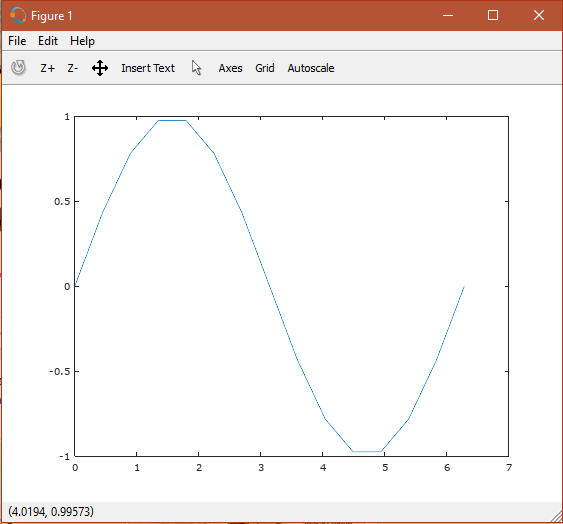 Figure 1
File Edit Help
Z+ Z- Insert Text Axes Grid Autoscale
1
0.5
0
-0.5
-1
0 1 2 3 4 5 6 7
(4.0194, 0.99573)